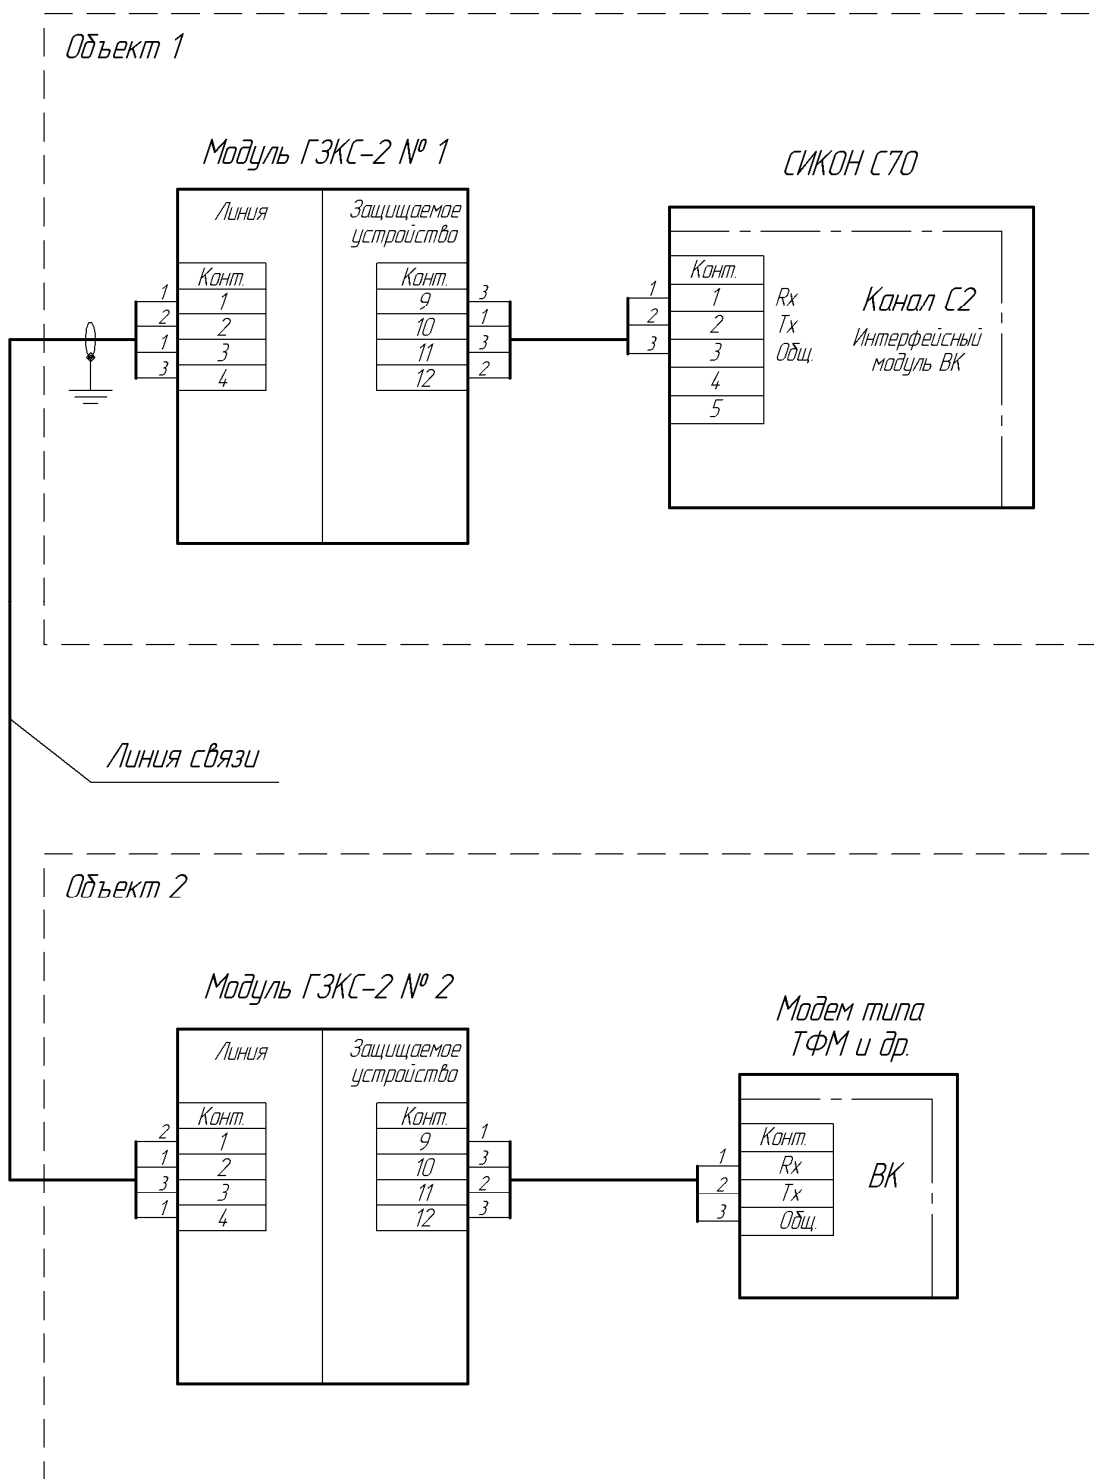 Объект 1
Модуль ГЗКС-2 № 1
СИКОН С70
Линия
Защищаемое
устройство
Конт.
1
2
3
4
1
2
1
3
Конт.
9
10
11
12
3
1
3
2
1
2
3
Конт.
1
2
3
4
5
Rx
Tx
Общ.
Канал С2
Интерфейсный
модуль ВК
Линия связи
Объект 2
Модуль ГЗКС-2 № 2
Модем типа
ТФМ и др.
Линия
Защищаемое
устройство
Конт.
1
2
3
4
2
1
3
1
Конт.
9
10
11
12
1
3
2
3
1
2
3
Конт.
Rx
Tx
Общ.
ВК